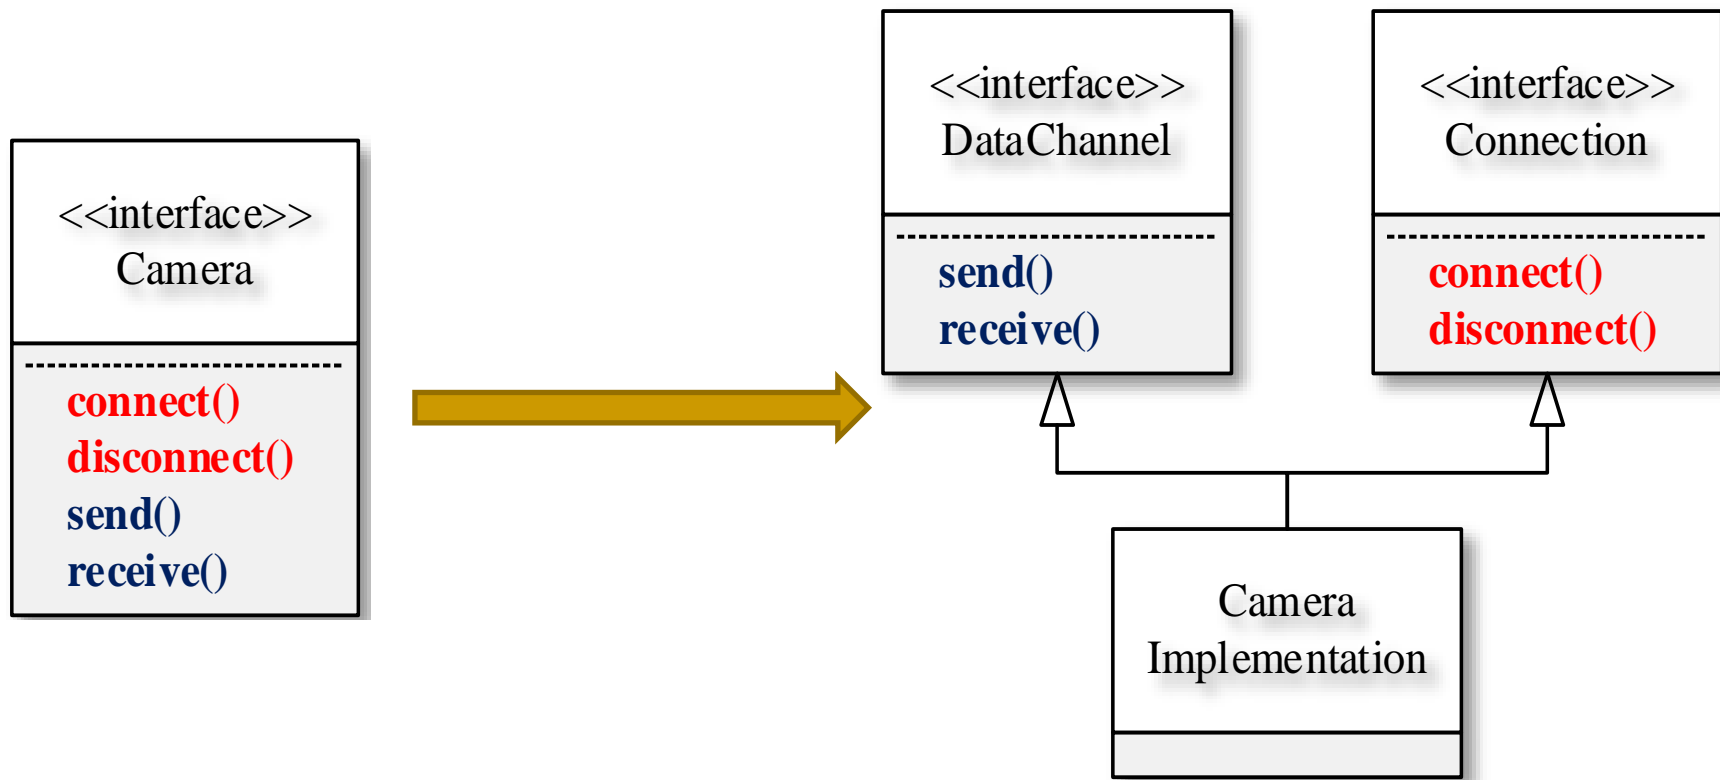 <<interface>>
Camera
connect()
disconnect()
send()
receive()
<<interface>>
DataChannel
send()
receive()
<<interface>>
Connection
connect()
disconnect()
Camera
Implementation